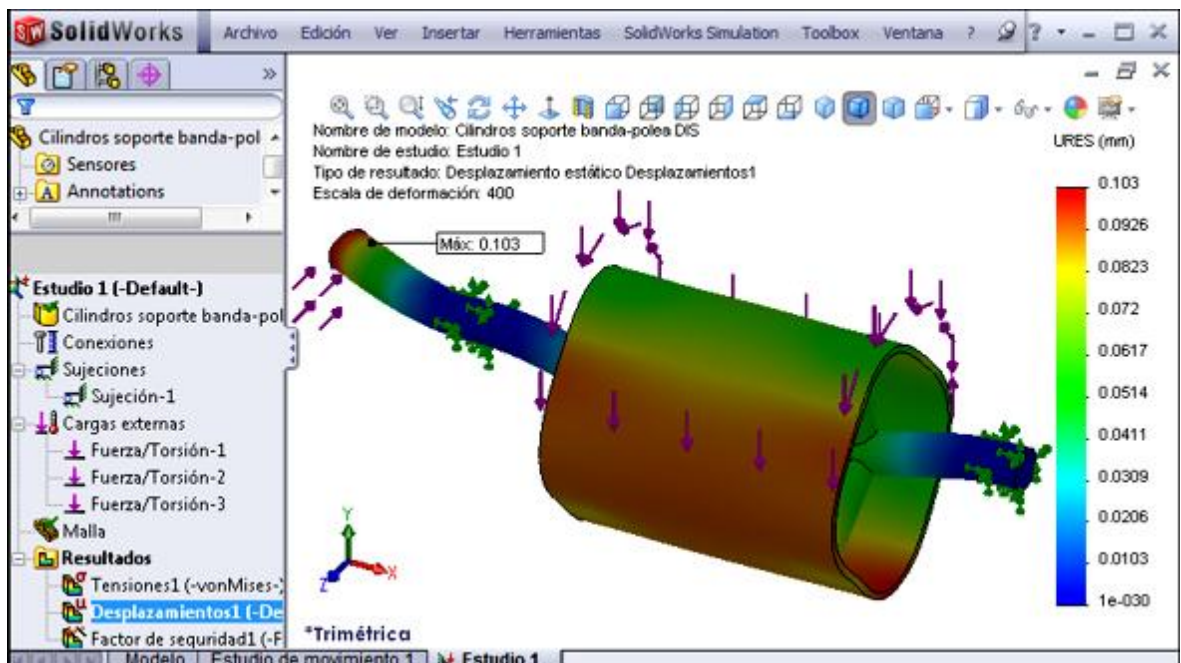 SolidWorks Archivo Edición Ver Insertar Herramientas SolidWorks Simulation Toolbox Ventana ? ?
Cilindros soporte banda-pol
Sensores
Annotations
Nombre de modelo: Cilindros soporte banda-polea DIS
Nombre de estudio: Estudio 1
Tipo de resultado: Desplazamiento estático Desplazamientos1
Escala de deformación: 400
URES (mm)
0.103
0.0926
0.0823
0.072
0.0617
0.0514
0.0411
0.0309
0.0206
0.0103
1e-030
Máx: 0.103
Estudio 1 (-Default-)
Cilindros soporte banda-pol
Conexiones
Sujeciones
Sujeción-1
Cargas externas
Fuerza/Torsión-1
Fuerza/Torsión-2
Fuerza/Torsión-3
Malla
Resultados
Tensiones1 (-vonMises-)
Desplazamientos1 (-De
Factor de seguridad1 (-F
Y
X
Z
*Trimétrica
Modelo Estudio de movimiento 1 Estudio 1